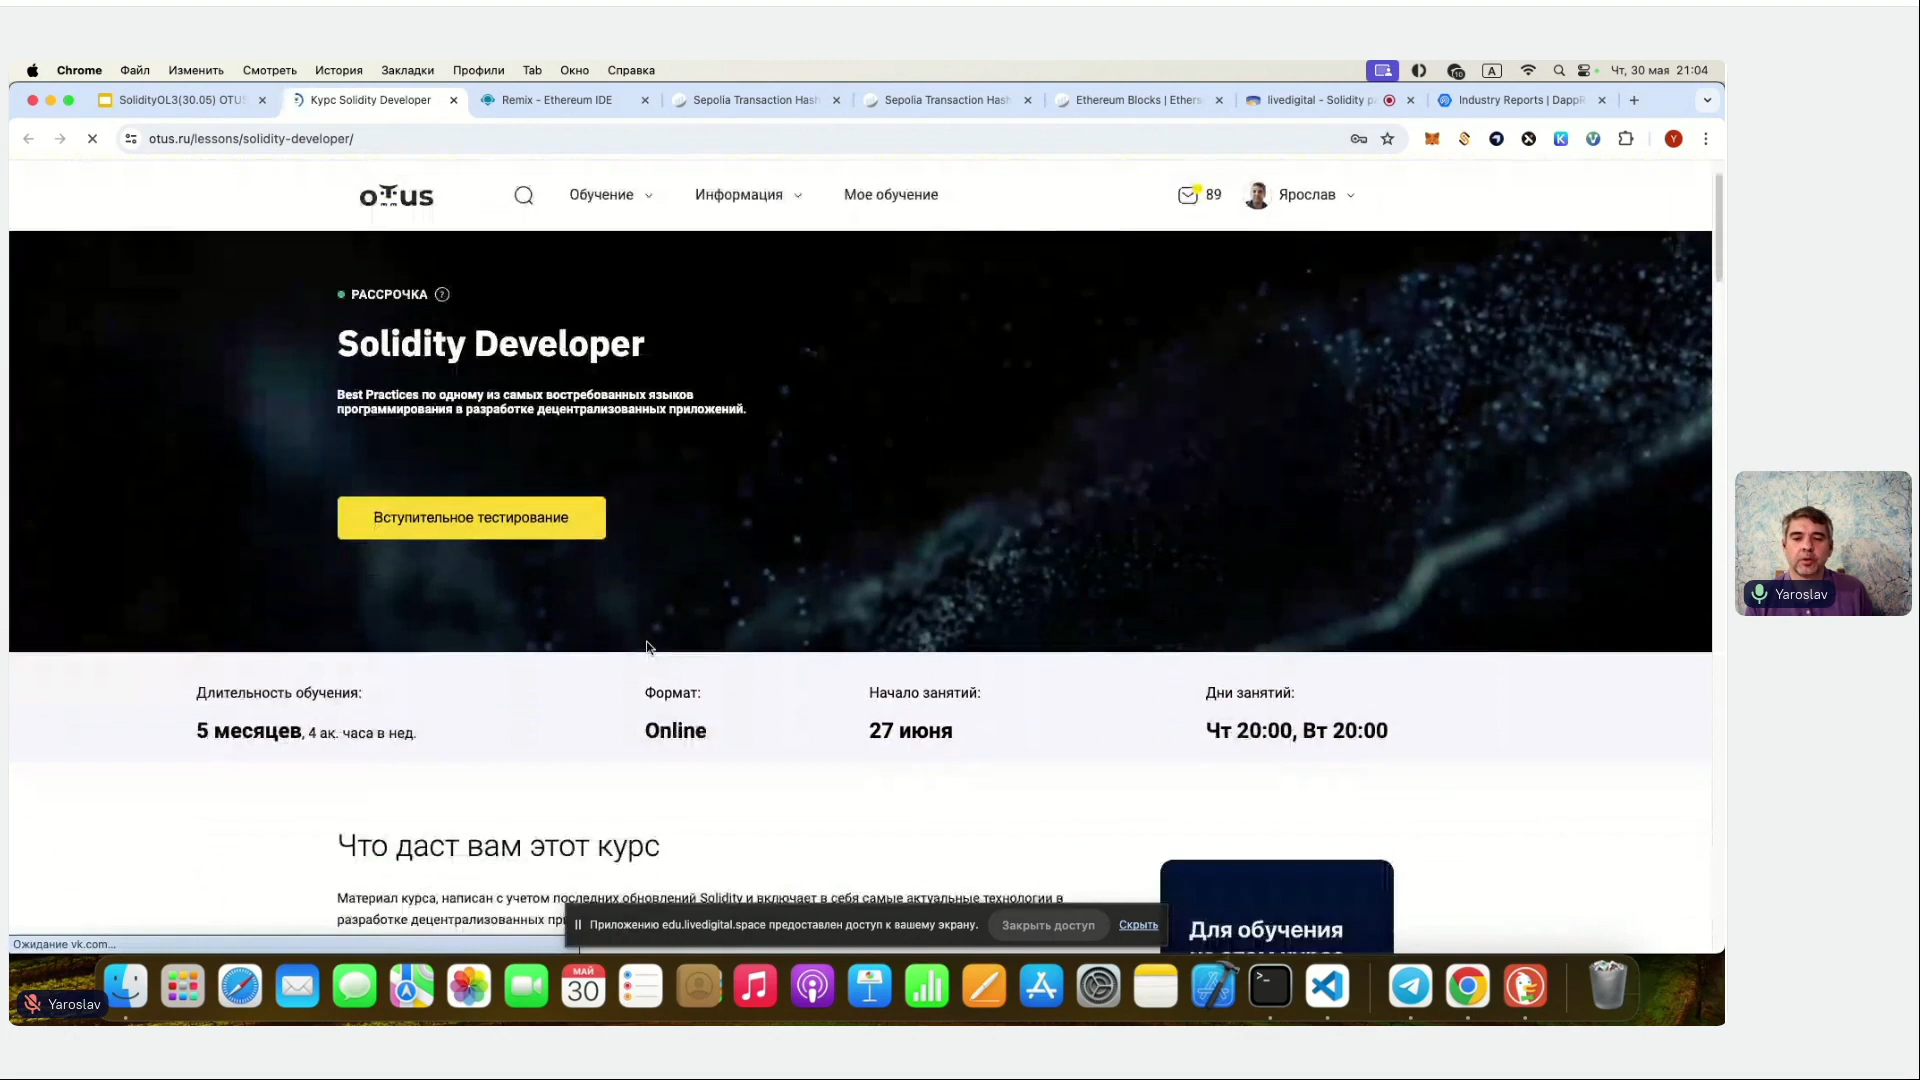 Chrome Файл Изменить Смотреть История Закладки Профили Tab Окно Справка
A Чт, 30 мая 21:04
SolidityOL3(30.05) OTUS
Курс Solidity Developer
Remix - Ethereum IDE
Sepolia Transaction Hash
Sepolia Transaction Hash
Ethereum Blocks | Ethers
livedigital - Solidity р
Industry Reports | DappR
otus.ru/lessons/solidity-developer/
Y
otus
Обучение
Информация
Мое обучение
89
Ярослав
РАССРОЧКА ?
Solidity Developer
Best Practices по одному из самых востребованных языков
программирования в разработке децентрализованных приложений.
Вступительное тестирование
Длительность обучения:
5 месяцев, 4 ак. часа в нед.
Формат:
Online
Начало занятий:
27 июня
Дни занятий:
Чт 20:00, Вт 20:00
Что даст вам этот курс
Материал курса, написан с учетом последних обновлений Solidity и включает в себя самые актуальные технологии в
разработке децентрализованных пр
Для обучения
Приложению edu.livedigital.space предоставлен доступ к вашему экрану.
Закрыть доступ
Скрыть
Ожидание vk.com...
МАЙ
30
Yaroslav
Yaroslav